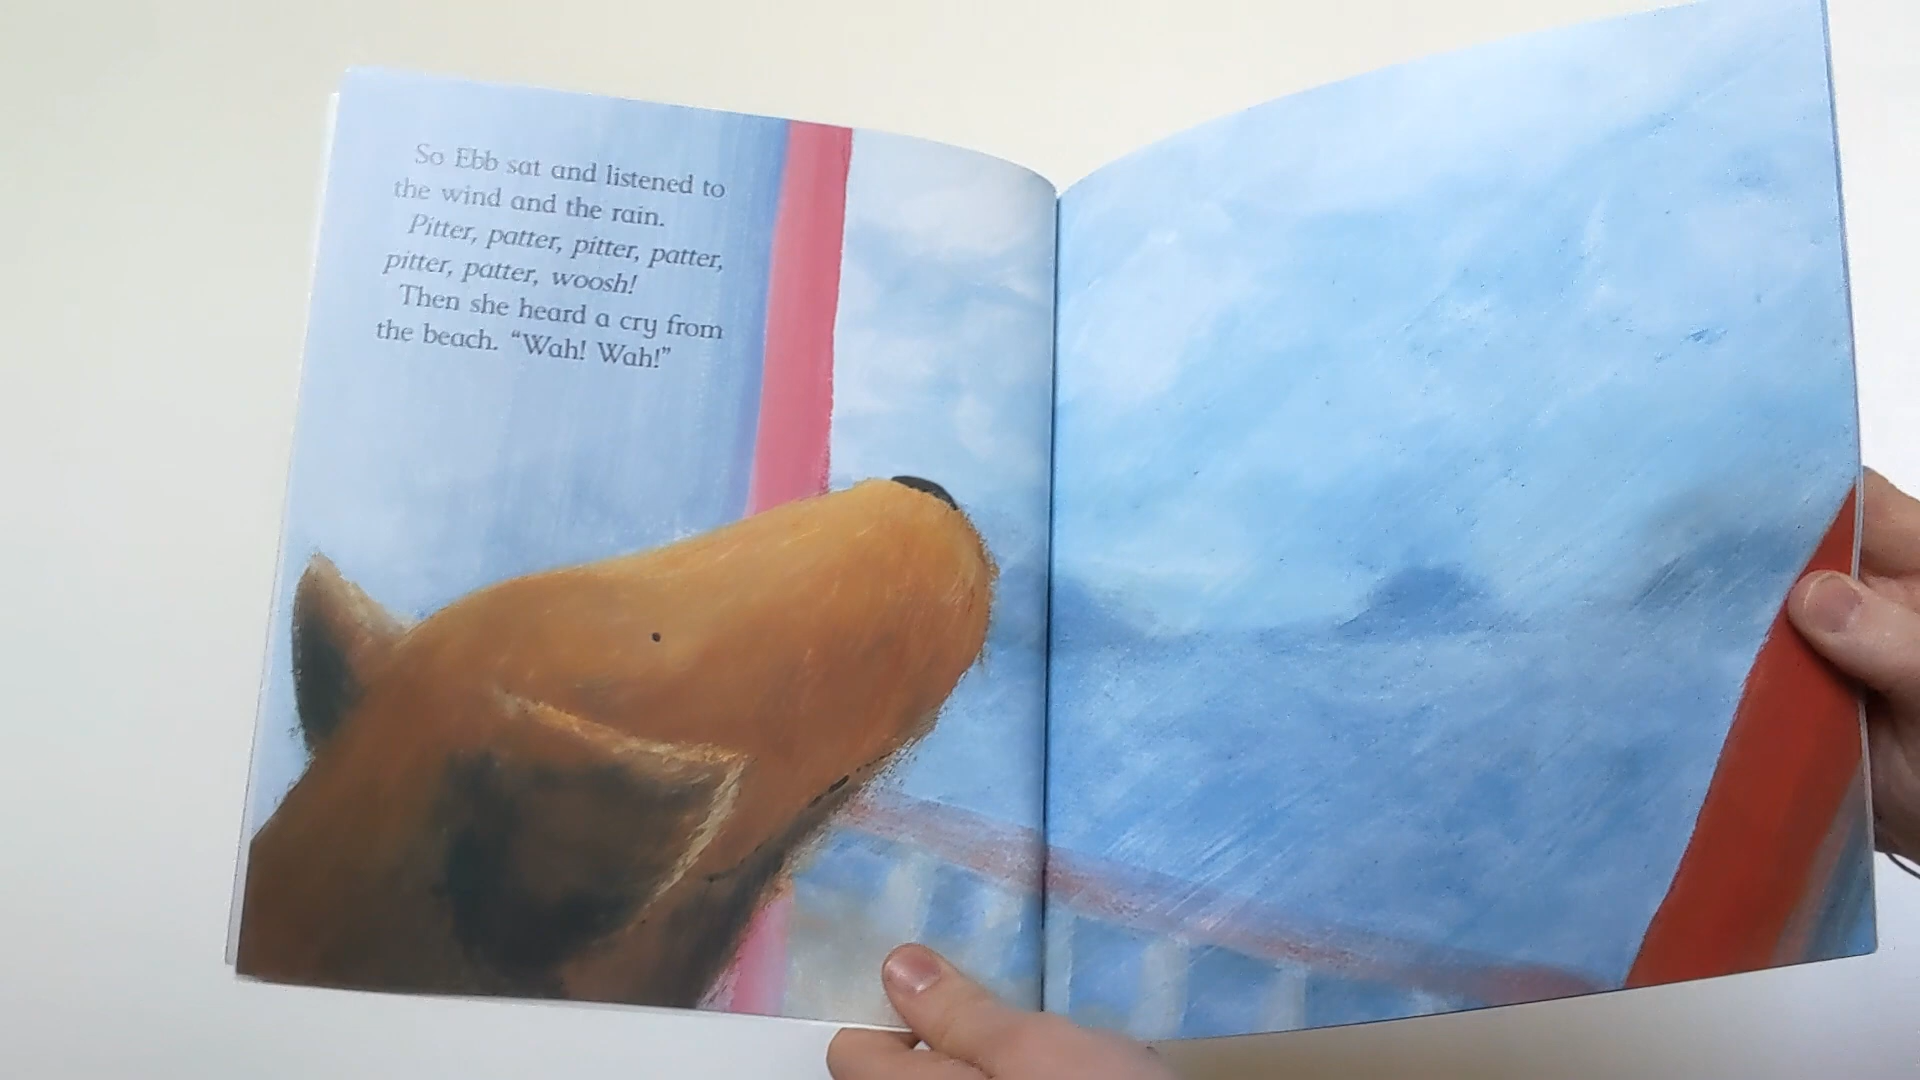 So Ebb sat and listened to
the wind and the rain.
Pitter, patter, pitter, patter,
pitter, patter, woosh!
Then she heard a cry from
the beach. “Wah! Wah!”